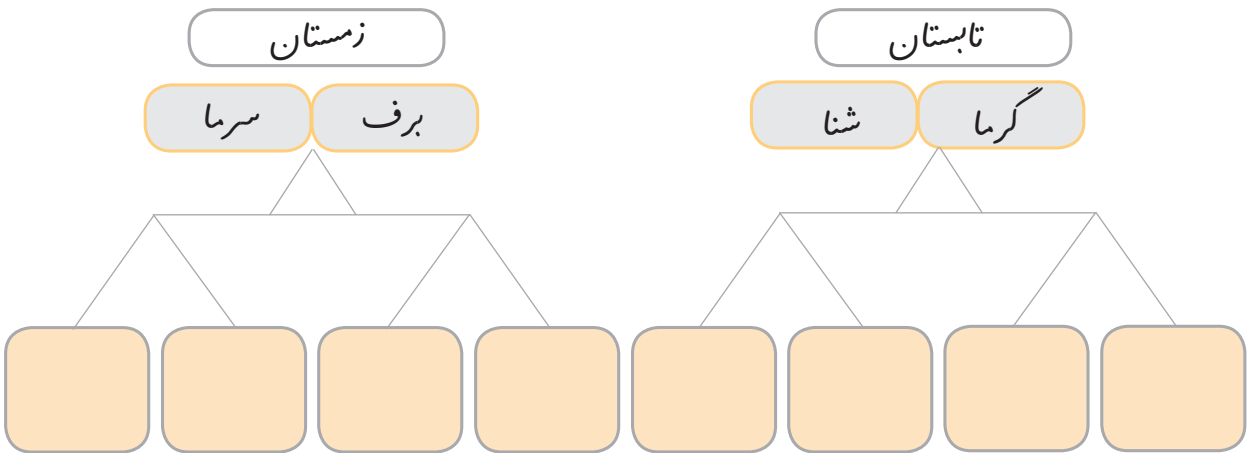 تابستان
زمستان
گرما
شنا
برف
سرما